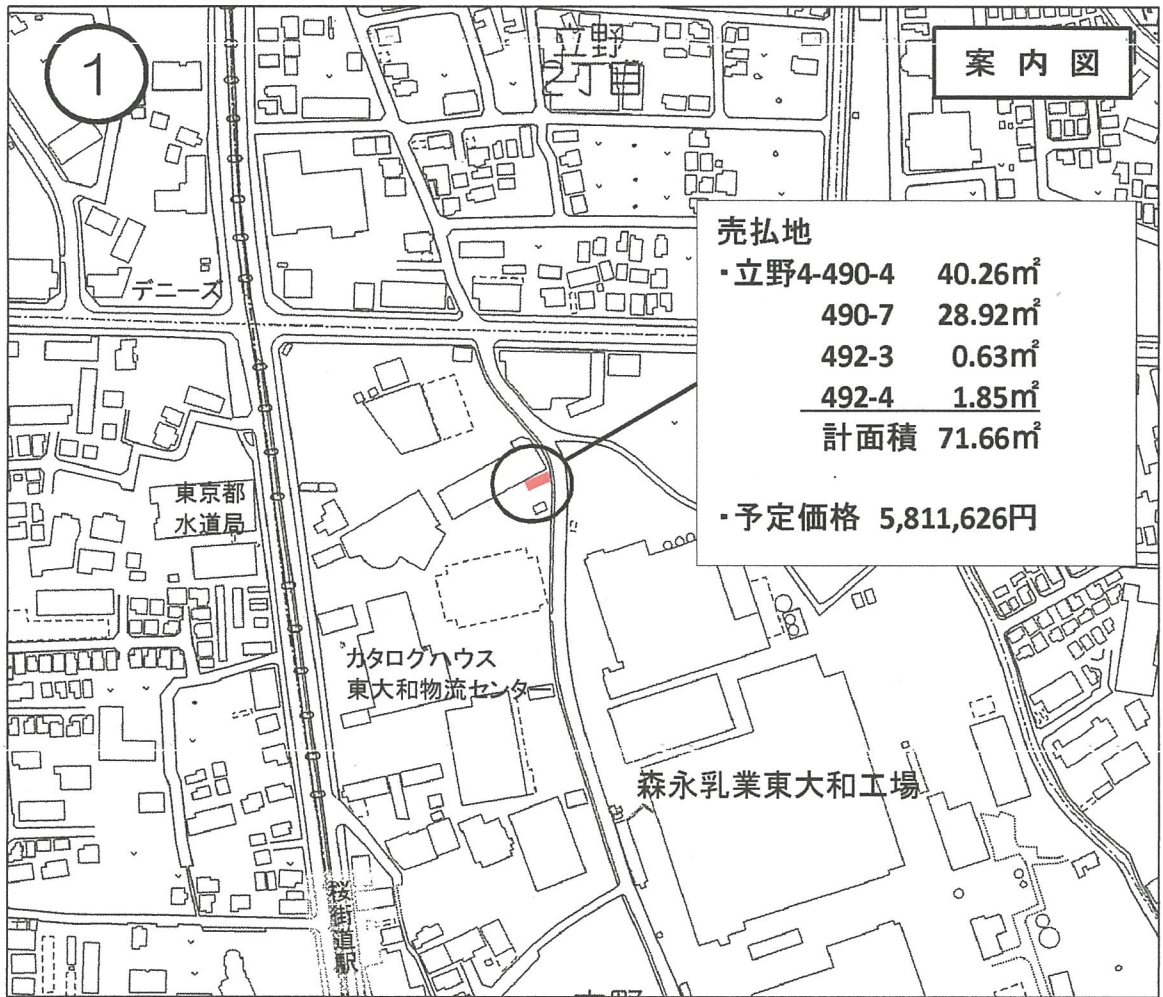 1
立野
2丁目
案内図
売払地
・立野4-490-4 40.26㎡
490-7 28.92㎡
492-3 0.63㎡
492-4 1.85㎡
計面積 71.66㎡
・予定価格 5,811,626円
デニーズ
東京都
水道局
カタログハウス
東大和物流センター
森永乳業東大和工場
桜街道駅